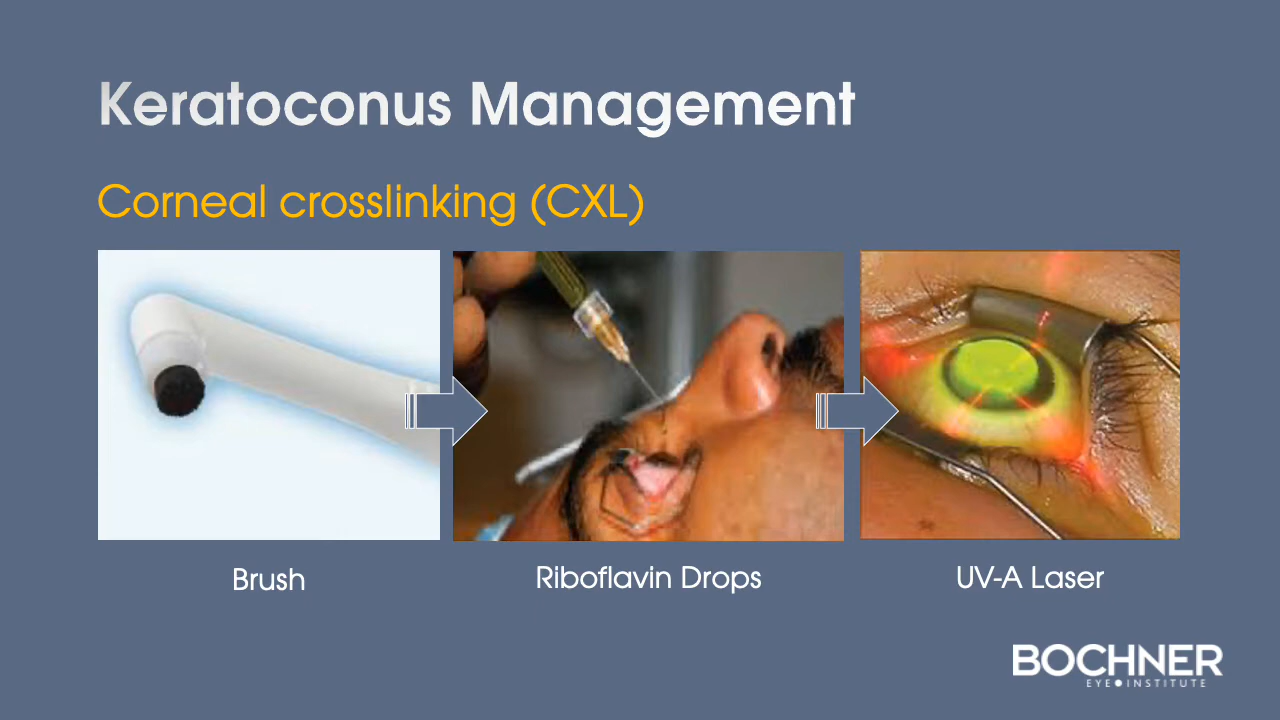 Keratoconus Management
Corneal crosslinking (CXL)
Brush
Riboflavin Drops
UV-A Laser
BOCHNER
EYE INSTITUTE